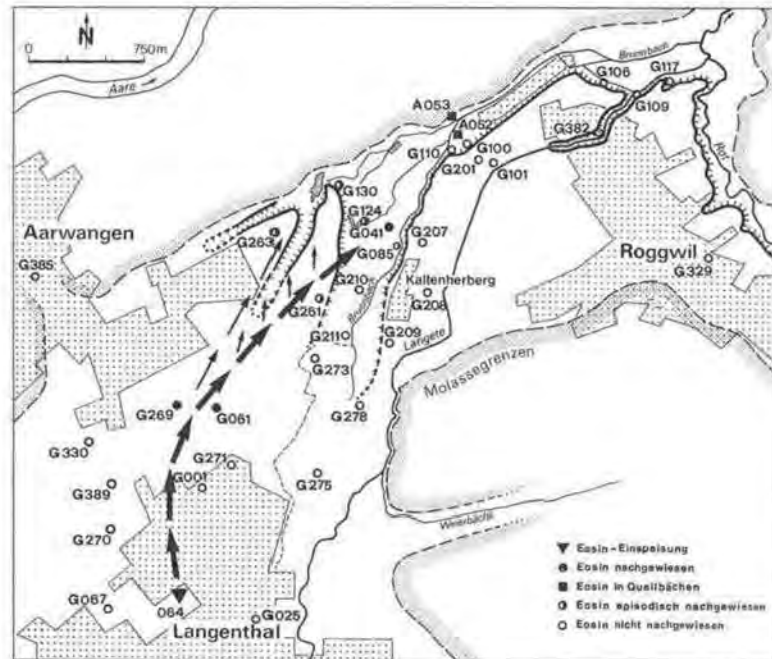 N
0 750m
Aare
Brunnbach
G106
G117
A053
G109
A052
G382
G110
G100
G201
G101
G130
Rot
G124
Aarwangen
G041
G263
G207
G085
Roggwil
G385
G329
G210
Kaltenherberg
G261
G208
G211
G209
Langete
G273
Molassegrenzen
G269
G061
G278
G330
G271
G001
G275
G389
G270
Weierbächli
Eosin-Einspeisung
Eosin nachgewiesen
G067
Eosin in Quellbächen
064
Eosin episodisch nachgewiesen
G025
Langenthal
Eosin nicht nachgewiesen